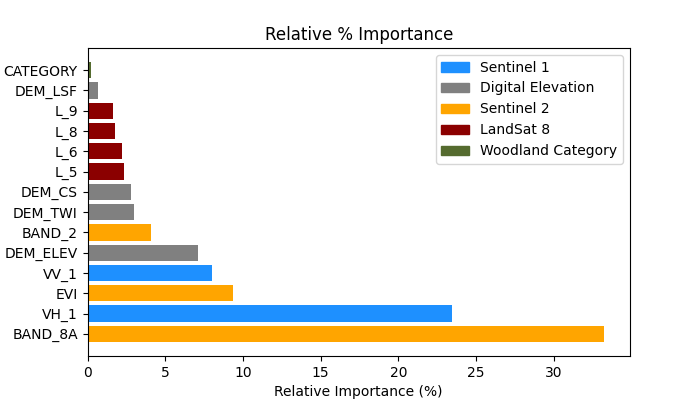 Relative % Importance
CATEGORY
DEM_LSF
L_9
L_8
L_6
L_5
DEM_CS
DEM_TWI
BAND_2
DEM_ELEV
VV_1
EVI
VH_1
BAND_8A
Sentinel 1
Digital Elevation
Sentinel 2
LandSat 8
Woodland Category
0 5 10 15 20 25 30
Relative Importance (%)